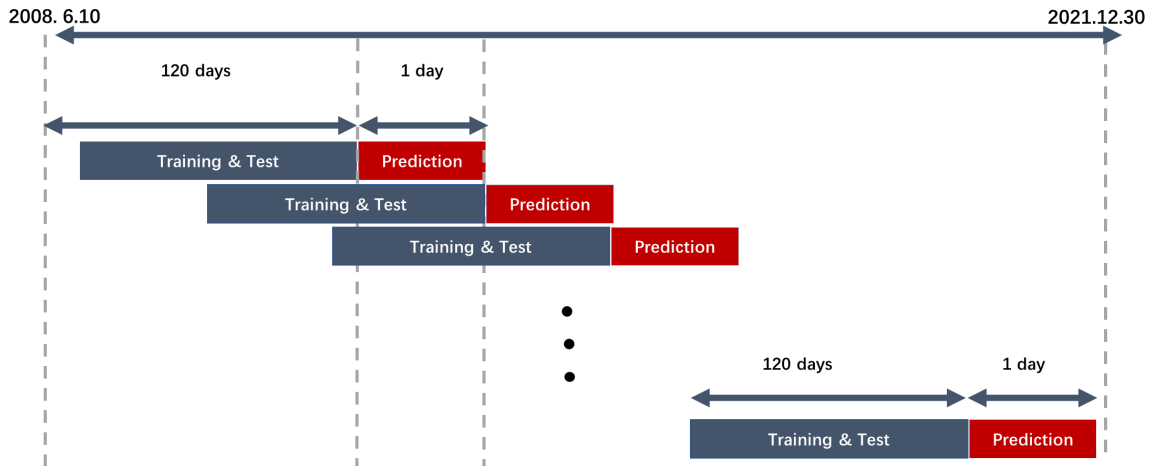 2008. 6.10
2021.12.30
120 days
1 day
Training & Test
Prediction
Training & Test
Prediction
Training & Test
Prediction
120 days
1 day
Training & Test
Prediction